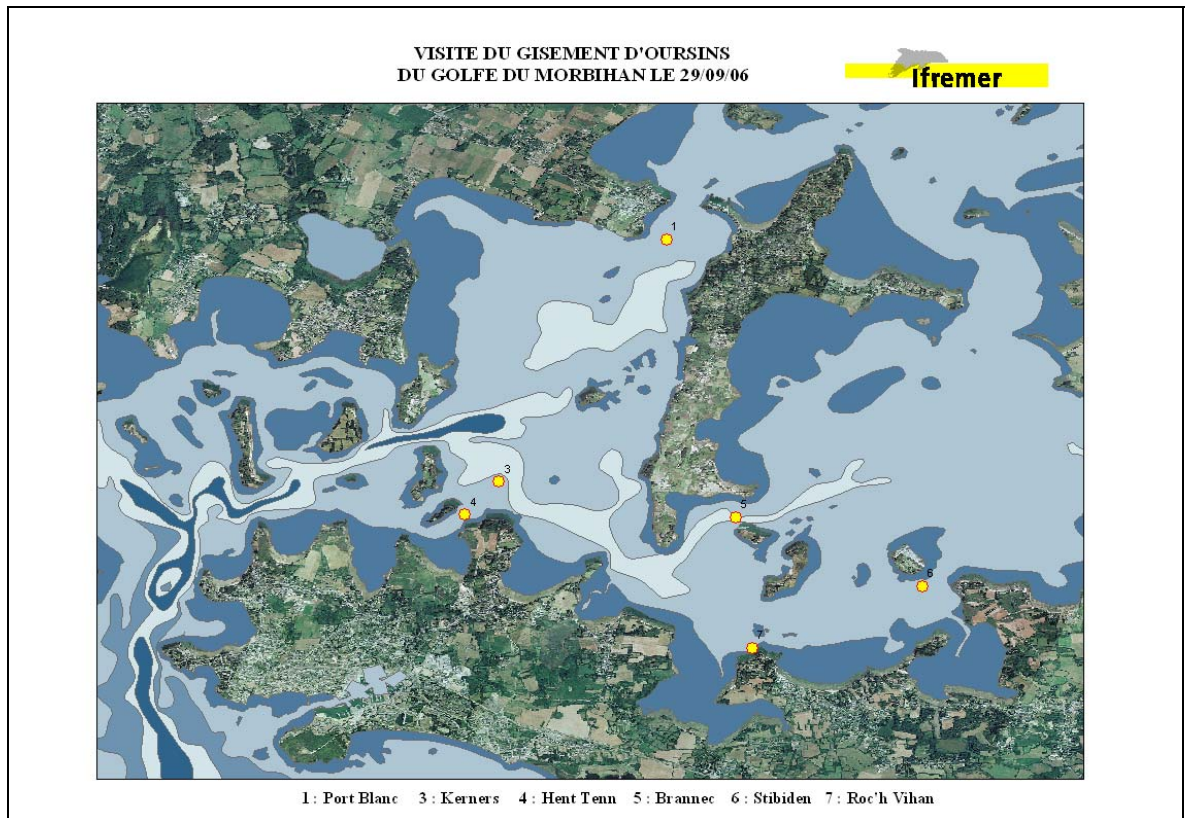 VISITE DU GISEMENT D'OURSINS
DU GOLFE DU MORBIHAN LE 29/09/06
Ifremer
1
3
4
5
6
7
1 : Port Blanc 3 : Kerners 4 : Hent Tenn 5 : Brannec 6 : Stibiden 7 : Roc'h Vihan